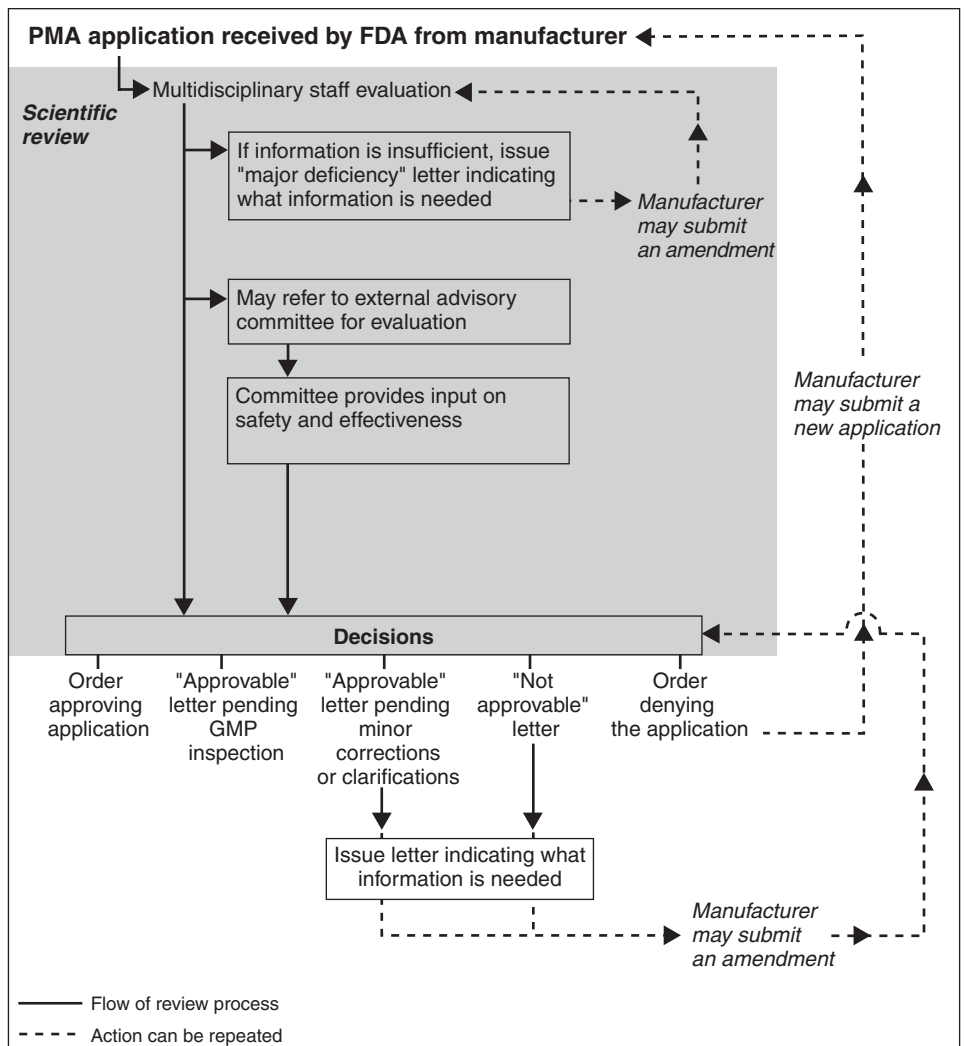 PMA application received by FDA from manufacturer
Multidisciplinary staff evaluation
Scientific
review
If information is insufficient, issue
"major deficiency" letter indicating
what information is needed
Manufacturer
may submit
an amendment
May refer to external advisory
committee for evaluation
Committee provides input on
safety and effectiveness
Manufacturer
may submit a
new application
Decisions
Order
approving
application
"Approvable"
letter pending
GMP
inspection
"Approvable"
letter pending
minor
corrections
or clarifications
"Not
approvable"
letter
Order
denying
the application
Issue letter indicating what
information is needed
Manufacturer
may submit
an amendment
Flow of review process
Action can be repeated